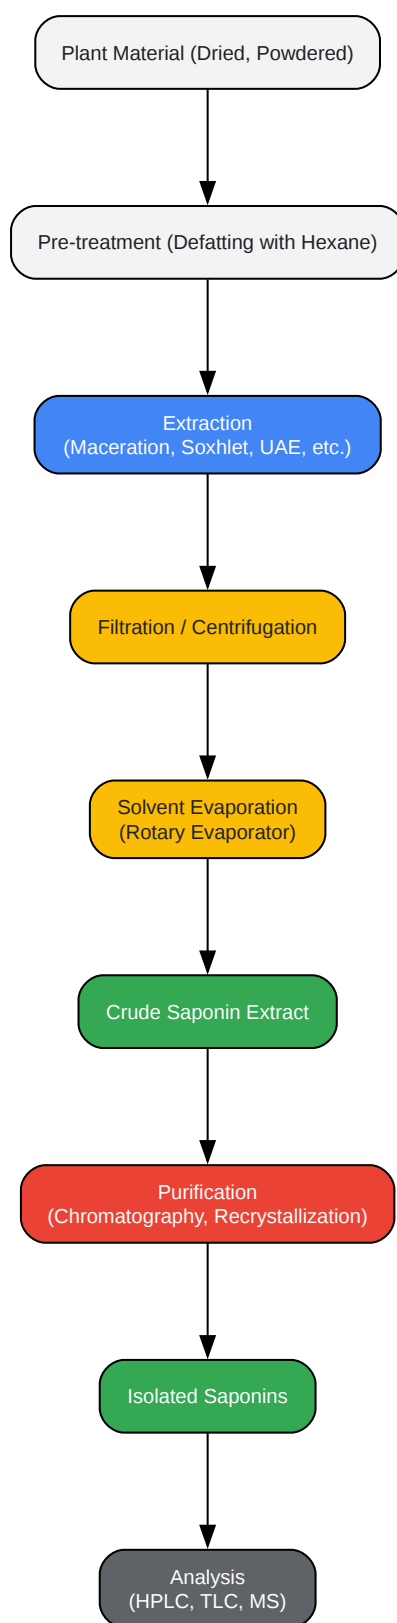 Plant Material (Dried, Powdered)
Pre-treatment (Defatting with Hexane)
Extraction
(Maceration, Soxhlet, UAE, etc.)
Filtration / Centrifugation
Solvent Evaporation
(Rotary Evaporator)
Crude Saponin Extract
Purification
(Chromatography, Recrystallization)
Isolated Saponins
Analysis
(HPLC, TLC, MS)